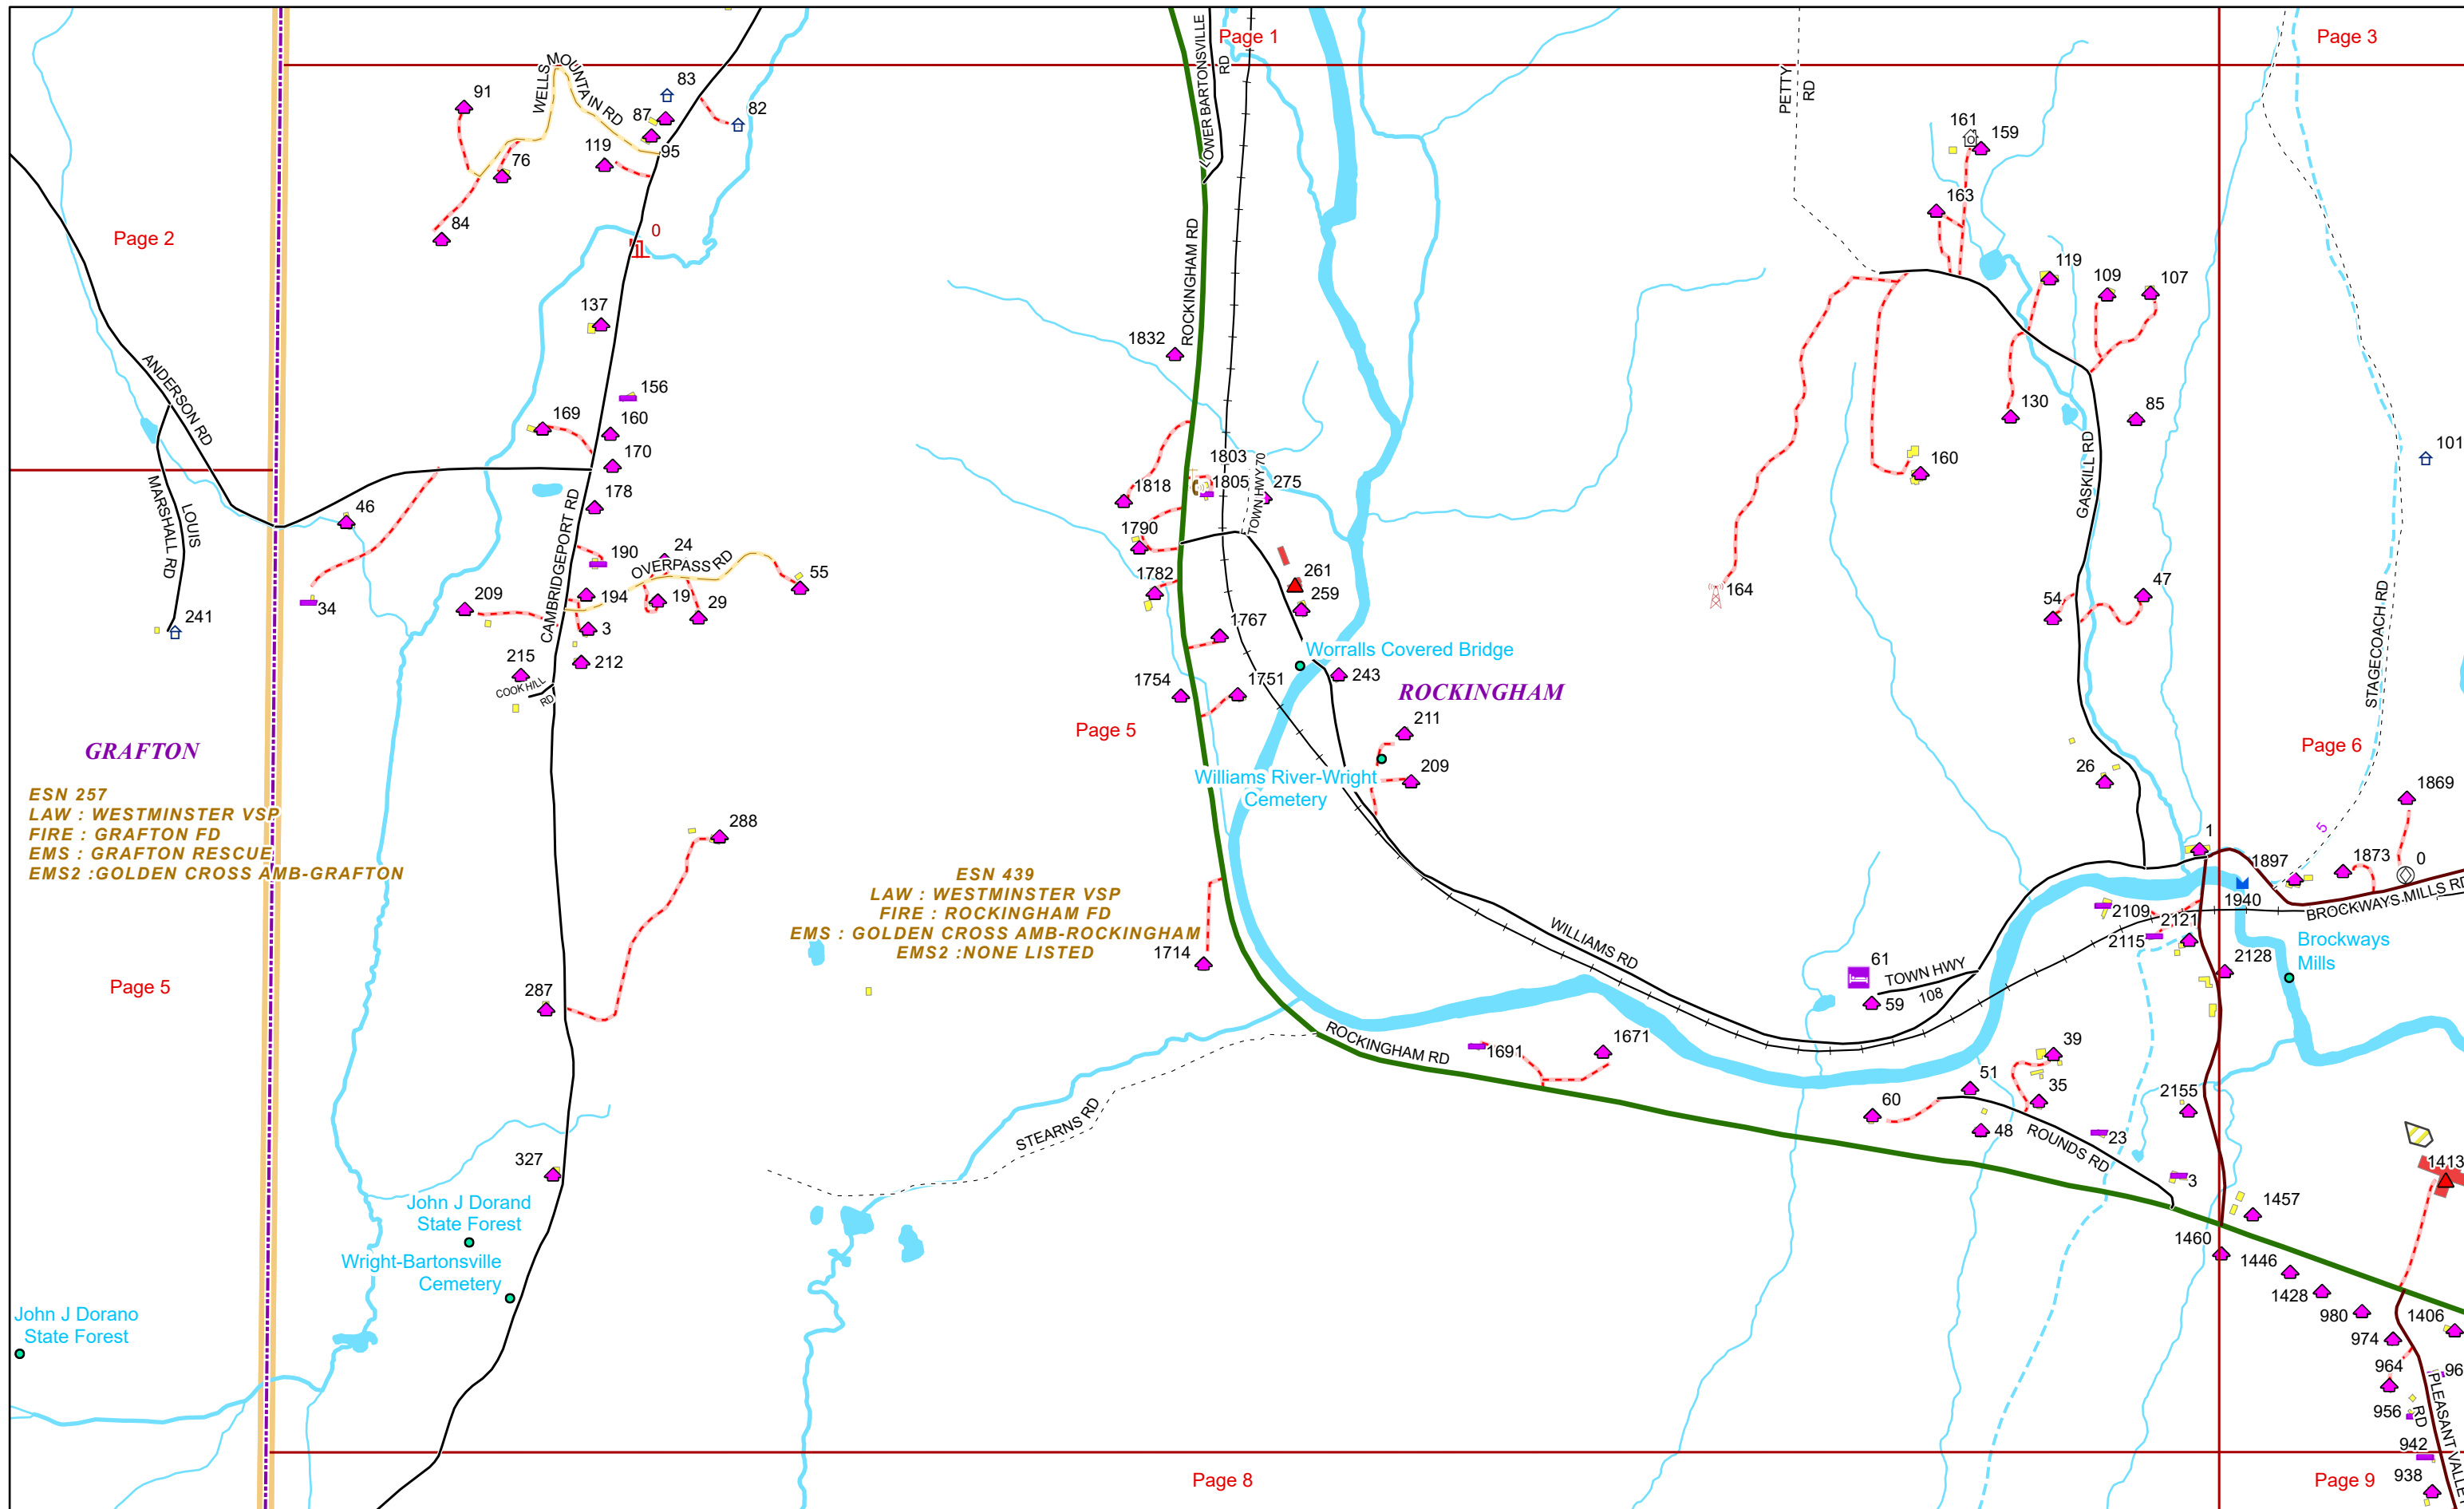 Page 1
Page 3
LOWER BARTONSVILLE
RD
WELLS MOUNTAIN RD
PETTY
RD
91
83
87
82
76
119
95
84
0
161
159
163
Page 2
ROCKINGHAM RD
137
119
109
107
1832
156
ANDERSON RD
169
160
170
130
85
GASKILL RD
101
1803
1805
TOWN HWY 70
275
1818
160
178
46
MARSHALL RD
LOUIS
CAMBRIDGEPORT RD
1790
190
24
OVERPASS RD
55
1782
261
259
164
47
54
34
209
194
19
29
3
241
212
215
COOK HILL
RD
1767
Worralls Covered Bridge
243
1754
1751
ROCKINGHAM
STAGECOACH RD
211
Page 5
Page 6
GRAFTON
Williams River-Wright
Cemetery
209
26
1869
ESN 257
LAW : WESTMINSTER VSP
FIRE : GRAFTON FD
EMS : GRAFTON RESCUE
EMS2 :GOLDEN CROSS AMB-GRAFTON
288
5
1
1897
1873
0
ESN 439
LAW : WESTMINSTER VSP
FIRE : ROCKINGHAM FD
EMS : GOLDEN CROSS AMB-ROCKINGHAM
EMS2 :NONE LISTED
BROCKWAYS MILLS RD
1940
2109
2121
2115
WILLIAMS RD
Brockways
Mills
1714
2128
61
TOWN HWY
108
59
Page 5
287
ROCKINGHAM RD
1691
1671
39
51
35
60
2155
STEARNS RD
48
ROUNDS RD
23
327
3
1413
John J Dorand
State Forest
1457
1460
1446
Wright-Bartonsville
Cemetery
1428
980
1406
John J Dorano
State Forest
974
964
96
PLEASANT VALLE
RD
956
942
938
Page 8
Page 9